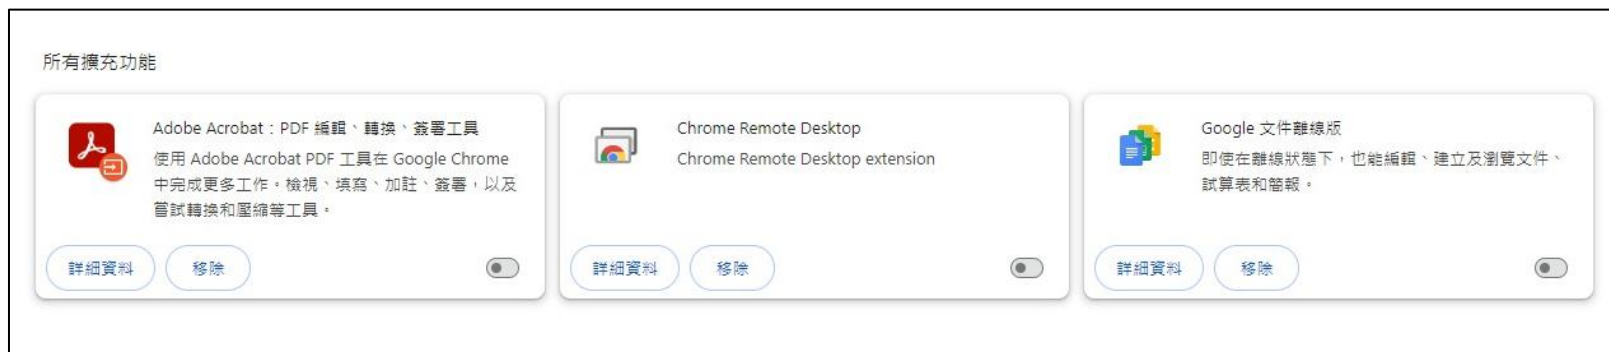 所有擴充功能
Adobe Acrobat：PDF 編輯、轉換、簽署工具
使用 Adobe Acrobat PDF 工具在 Google Chrome
中完成更多工作。檢視、填寫、加註、簽署，以及
嘗試轉換和壓縮等工具。
詳細資料
移除
Chrome Remote Desktop
Chrome Remote Desktop extension
詳細資料
移除
Google 文件離線版
即使在離線狀態下，也能編輯、建立及瀏覽文件、
試算表和簡報。
詳細資料
移除